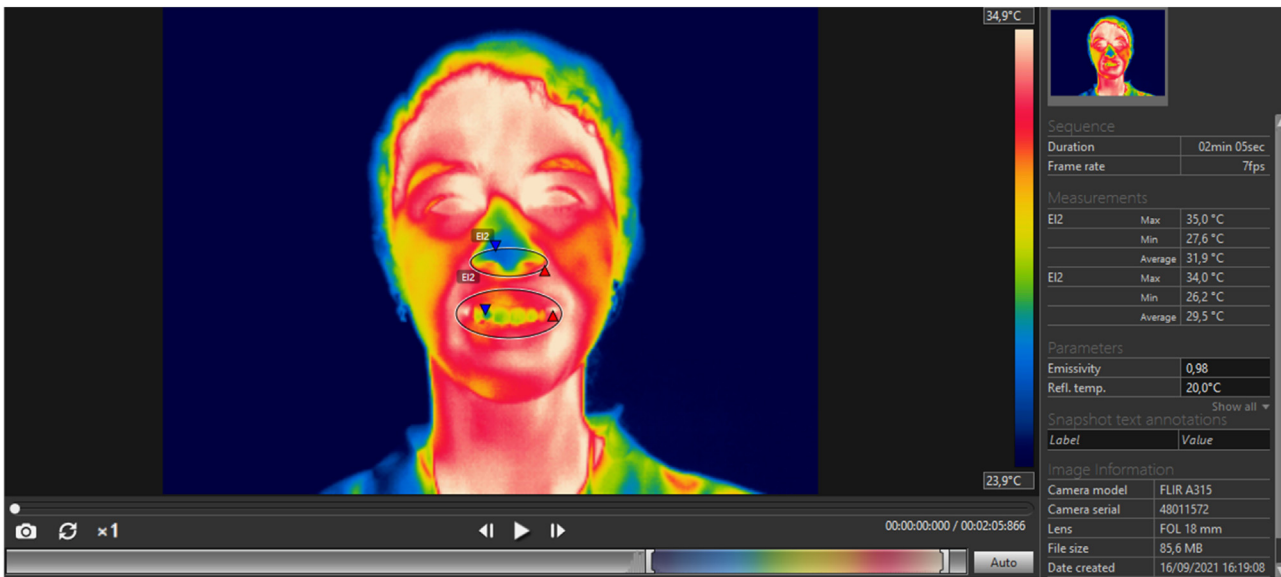 34,9°C
El2
El2
23,9°C
×1
00:00:00:000 / 00:02:05:866
Auto
Sequence
Duration 02min 05sec
Frame rate 7fps
Measurements
El2 Max 35,0 °C
Min 27,6 °C
Average 31,9 °C
El2 Max 34,0 °C
Min 26,2 °C
Average 29,5 °C
Parameters
Emissivity 0,98
Refl. temp. 20,0°C
Show all
Snapshot text annotations
Label Value
Image Information
Camera model FLIR A315
Camera serial 48011572
Lens FOL 18 mm
File size 85,6 MB
Date created 16/09/2021 16:19:08